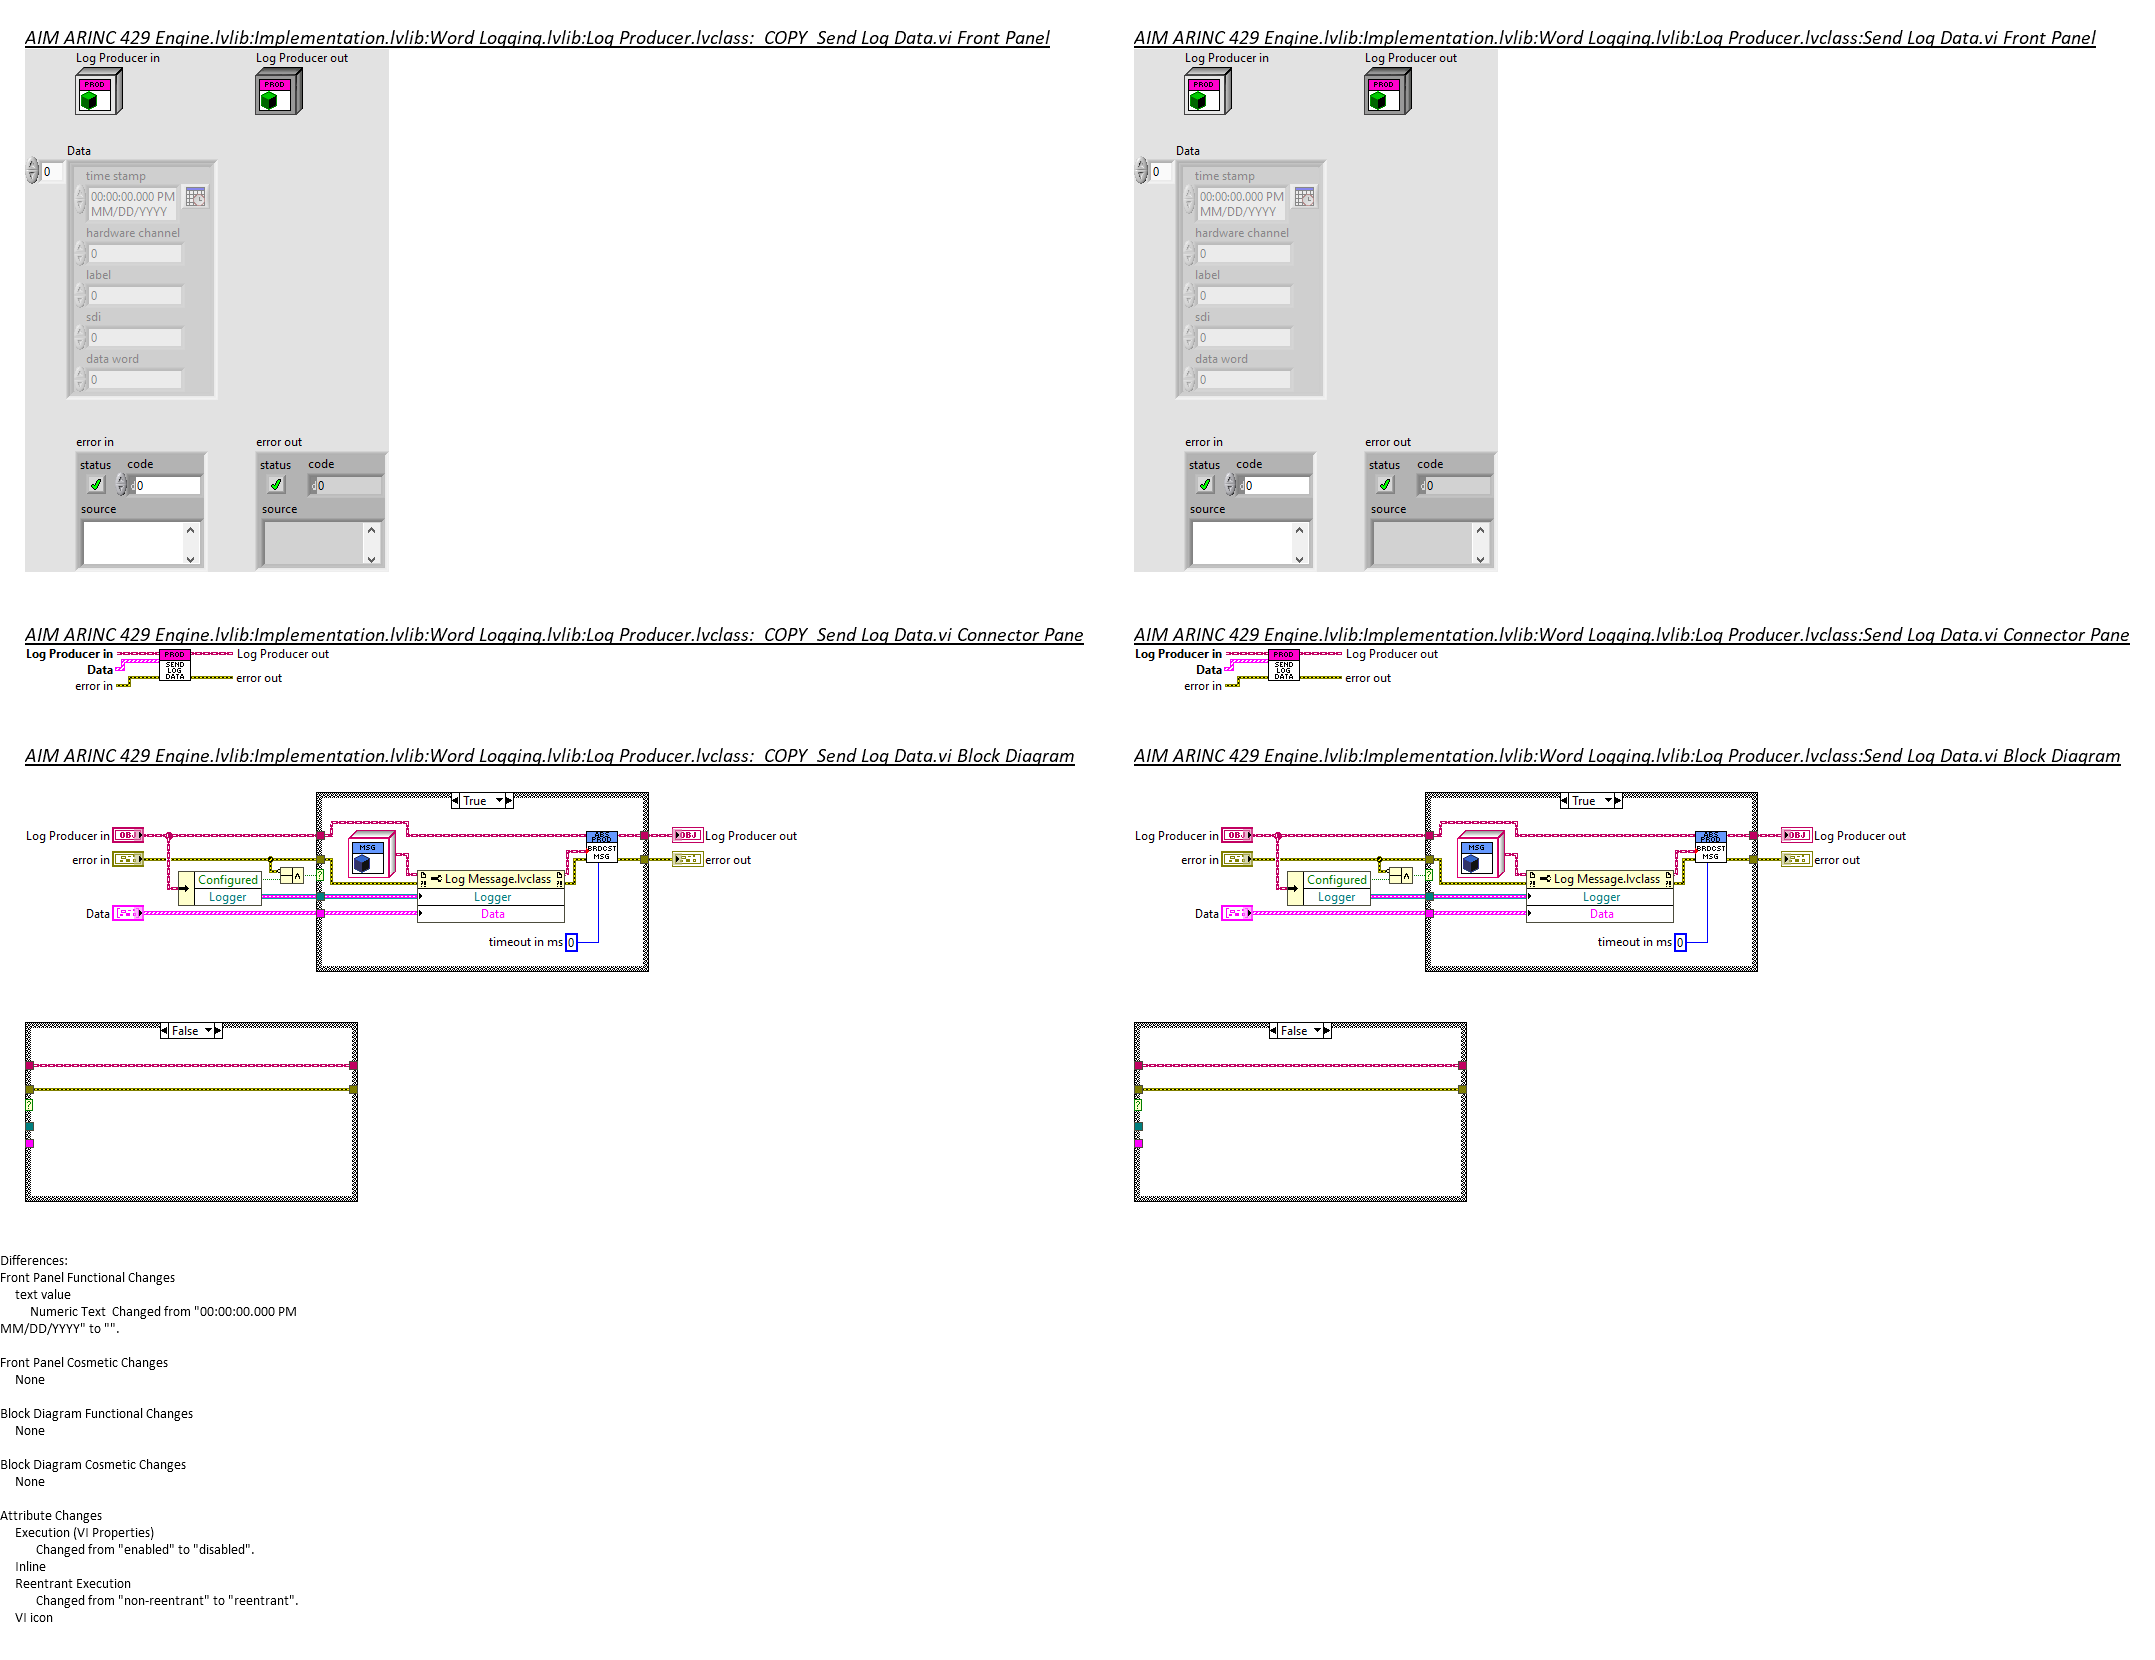 AIM ARINC 429 Engine.lvlib:Implementation.lvlib:Word Logging.lvlib:Log Producer.lvclass:  COPY  Send Log Data.vi Front Panel
Log Producer in
Log Producer out
PROD
PROD
Data
0
time stamp
00:00:00.000 PM
MM/DD/YYYY
hardware channel
0
label
0
sdi
0
data word
0
error in
error out
status code
status code
d0
d0
source
source
AIM ARINC 429 Engine.lvlib:Implementation.lvlib:Word Logging.lvlib:Log Producer.lvclass:Send Log Data.vi Front Panel
Log Producer in
Log Producer out
PROD
PROD
Data
0
time stamp
00:00:00.000 PM
MM/DD/YYYY
hardware channel
0
label
0
sdi
0
data word
0
error in
error out
status code
status code
d0
d0
source
source
AIM ARINC 429 Engine.lvlib:Implementation.lvlib:Word Logging.lvlib:Log Producer.lvclass:  COPY  Send Log Data.vi Connector Pane
Log Producer in
Data
error in
PROD
SEND
LOG
DATA
Log Producer out
error out
AIM ARINC 429 Engine.lvlib:Implementation.lvlib:Word Logging.lvlib:Log Producer.lvclass:Send Log Data.vi Connector Pane
Log Producer in
Data
error in
PROD
SEND
LOG
DATA
Log Producer out
error out
AIM ARINC 429 Engine.lvlib:Implementation.lvlib:Word Logging.lvlib:Log Producer.lvclass:  COPY  Send Log Data.vi Block Diagram
True
Log Producer in OBJ
error in
Configured
Logger
Data
MSG
Log Message.lvclass
Logger
Data
timeout in ms 0
ABS
PROD
BRDCST
MSG
OBJ Log Producer out
error out
False
AIM ARINC 429 Engine.lvlib:Implementation.lvlib:Word Logging.lvlib:Log Producer.lvclass:Send Log Data.vi Block Diagram
True
Log Producer in OBJ
error in
Configured
Logger
Data
MSG
Log Message.lvclass
Logger
Data
timeout in ms 0
ABS
PROD
BRDCST
MSG
OBJ Log Producer out
error out
False
Differences:
Front Panel Functional Changes
text value
Numeric Text  Changed from "00:00:00.000 PM
MM/DD/YYYY" to "".
Front Panel Cosmetic Changes
None
Block Diagram Functional Changes
None
Block Diagram Cosmetic Changes
None
Attribute Changes
Execution (VI Properties)
Changed from "enabled" to "disabled".
Inline
Reentrant Execution
Changed from "non-reentrant" to "reentrant".
VI icon